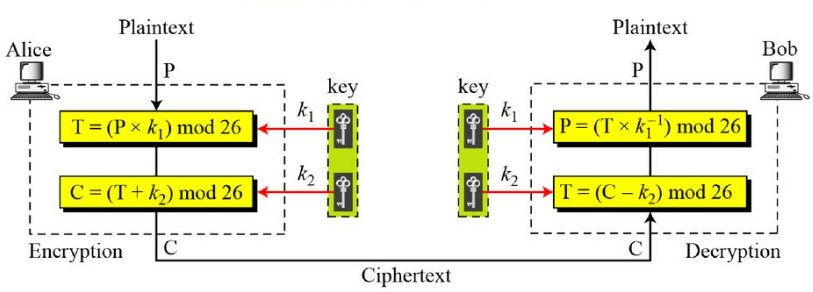 Plaintext
Plaintext
Alice
Bob
P
P
key
key
k₁
k₁
T = (P × k₁) mod 26
P = (T × k₁⁻¹) mod 26
k₂
k₂
C = (T + k₂) mod 26
T = (C – k₂) mod 26
Encryption
C
C
Decryption
Ciphertext